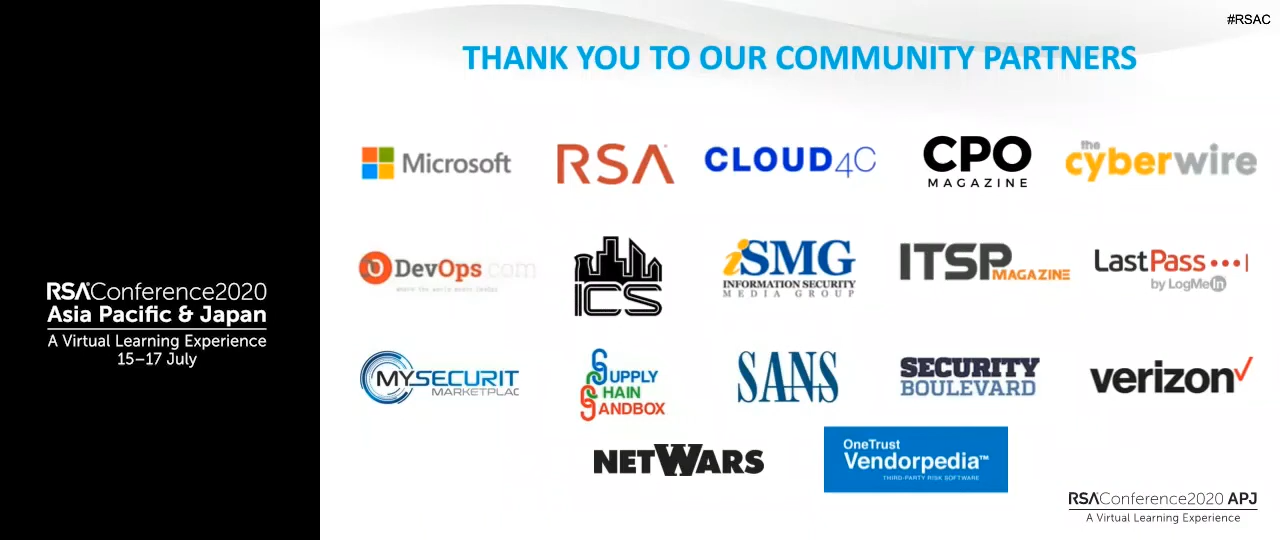 #RSAC
THANK YOU TO OUR COMMUNITY PARTNERS
Microsoft
RSA
CLOUD4C
CPO
MAGAZINE
the
cyberwire
DevOps.com
ICS
iSMG
INFORMATION SECURITY
MEDIA GROUP
ITSP
MAGAZINE
LastPass
by LogMeIn
MYSECURIT
MARKETPLAC
SUPPLY
CHAIN
SANDBOX
SANS
SECURITY
BOULEVARD
verizon
NETWARS
OneTrust
Vendorpedia™
THIRD-PARTY RISK SOFTWARE
RSAConference2020
Asia Pacific & Japan
A Virtual Learning Experience
15–17 July
RSAConference2020 APJ
A Virtual Learning Experience